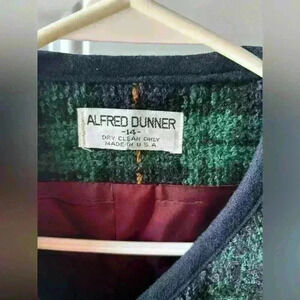 ALFRED DUNNER
-14-
DRY CLEAN ONLY
MADE IN U.S.A